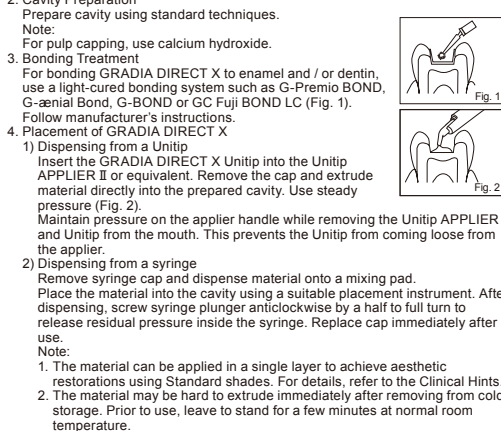 2. Cavity Preparation
Prepare cavity using standard techniques.
Note:
For pulp capping, use calcium hydroxide.
3. Bonding Treatment
For bonding GRADIA DIRECT X to enamel and / or dentin,
use a light-cured bonding system such as G-Premio BOND,
G-ænial Bond, G-BOND or GC Fuji BOND LC (Fig. 1).
Follow manufacturer's instructions.
Fig. 1
4. Placement of GRADIA DIRECT X
1) Dispensing from a Unitip
Insert the GRADIA DIRECT X Unitip into the Unitip
APPLIER II or equivalent. Remove the cap and extrude
material directly into the prepared cavity. Use steady
pressure (Fig. 2).
Fig. 2
Maintain pressure on the applier handle while removing the Unitip APPLIER
and Unitip from the mouth. This prevents the Unitip from coming loose from
the applier.
2) Dispensing from a syringe
Remove syringe cap and dispense material onto a mixing pad.
Place the material into the cavity using a suitable placement instrument. Afte
dispensing, screw syringe plunger anticlockwise by a half to full turn to
release residual pressure inside the syringe. Replace cap immediately after
use.
Note:
1. The material can be applied in a single layer to achieve aesthetic
restorations using Standard shades. For details, refer to the Clinical Hints.
2. The material may be hard to extrude immediately after removing from cold
storage. Prior to use, leave to stand for a few minutes at normal room
temperature.